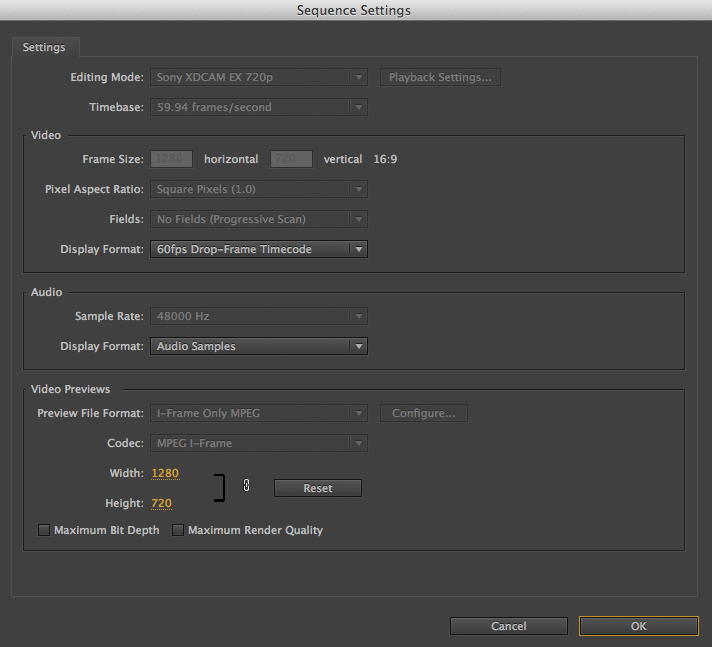 Sequence Settings
Settings
Editing Mode: Sony XDCAM EX 720p Playback Settings...
Timebase: 59.94 frames/second
Video
Frame Size: 1280 horizontal 720 vertical 16:9
Pixel Aspect Ratio: Square Pixels (1.0)
Fields: No Fields (Progressive Scan)
Display Format: 60fps Drop-Frame Timecode
Audio
Sample Rate: 48000 Hz
Display Format: Audio Samples
Video Previews
Preview File Format: I-Frame Only MPEG Configure...
Codec: MPEG I-Frame
Width: 1280
Reset
Height: 720
Maximum Bit Depth Maximum Render Quality
Cancel OK